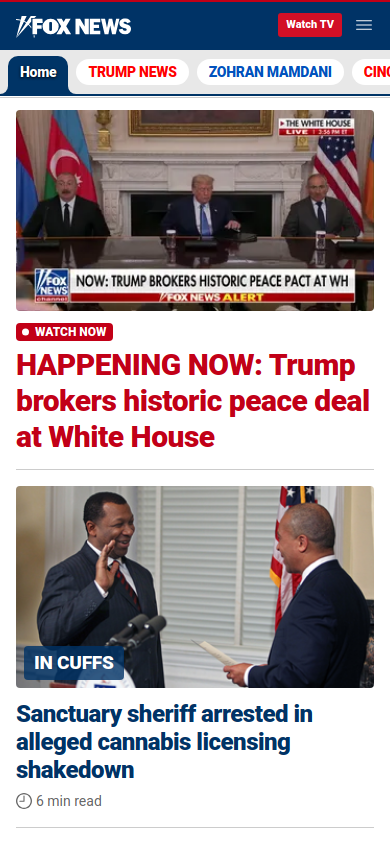 FOX NEWS
Watch TV
Home
TRUMP NEWS
ZOHRAN MAMDANI
CINC
THE WHITE HOUSE
LIVE 3:56 PM ET
FOX
NEWS
channel
NOW: TRUMP BROKERS HISTORIC PEACE PACT AT WH
FOX NEWS ALERT
WATCH NOW
HAPPENING NOW: Trump
brokers historic peace deal
at White House
IN CUFFS
Sanctuary sheriff arrested in
alleged cannabis licensing
shakedown
6 min read